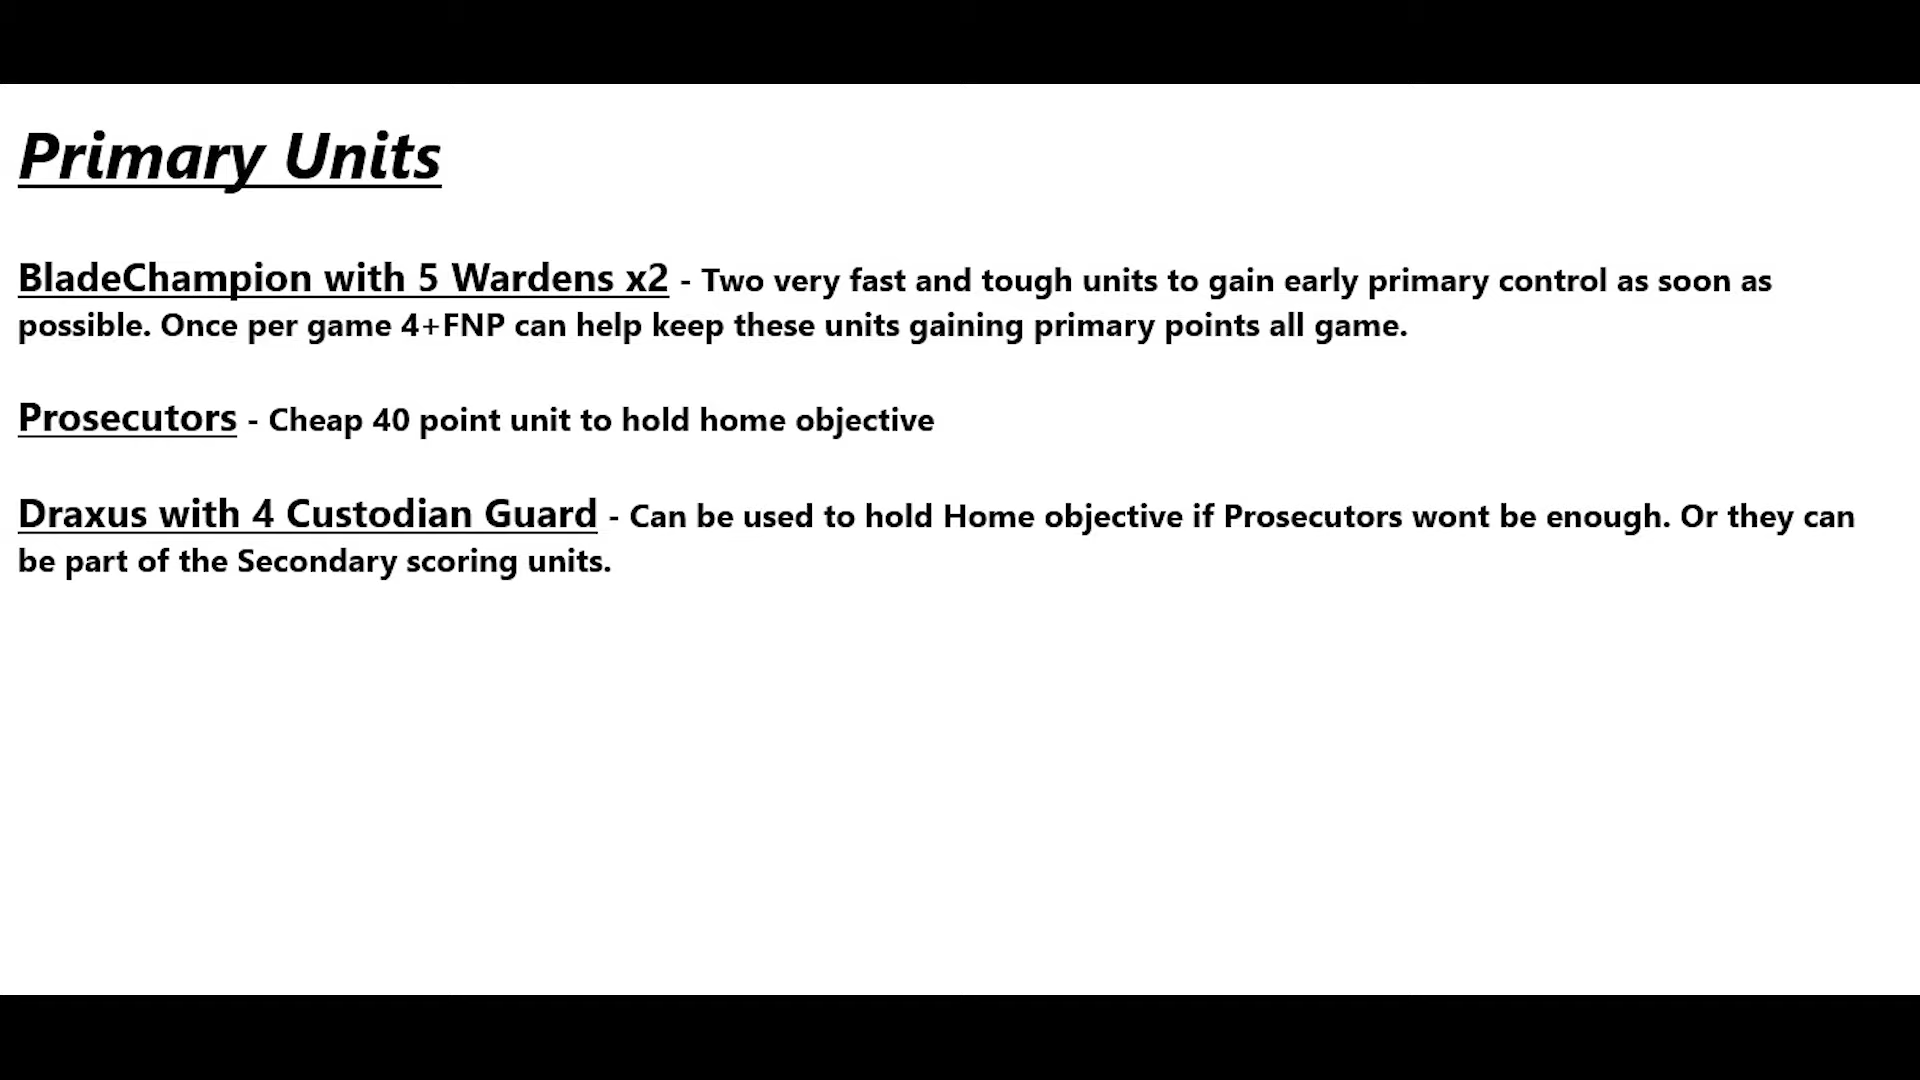 Primary Units
BladeChampion with 5 Wardens x2 - Two very fast and tough units to gain early primary control as soon as
possible. Once per game 4+FNP can help keep these units gaining primary points all game.
Prosecutors - Cheap 40 point unit to hold home objective
Draxus with 4 Custodian Guard - Can be used to hold Home objective if Prosecutors wont be enough. Or they can
be part of the Secondary scoring units.